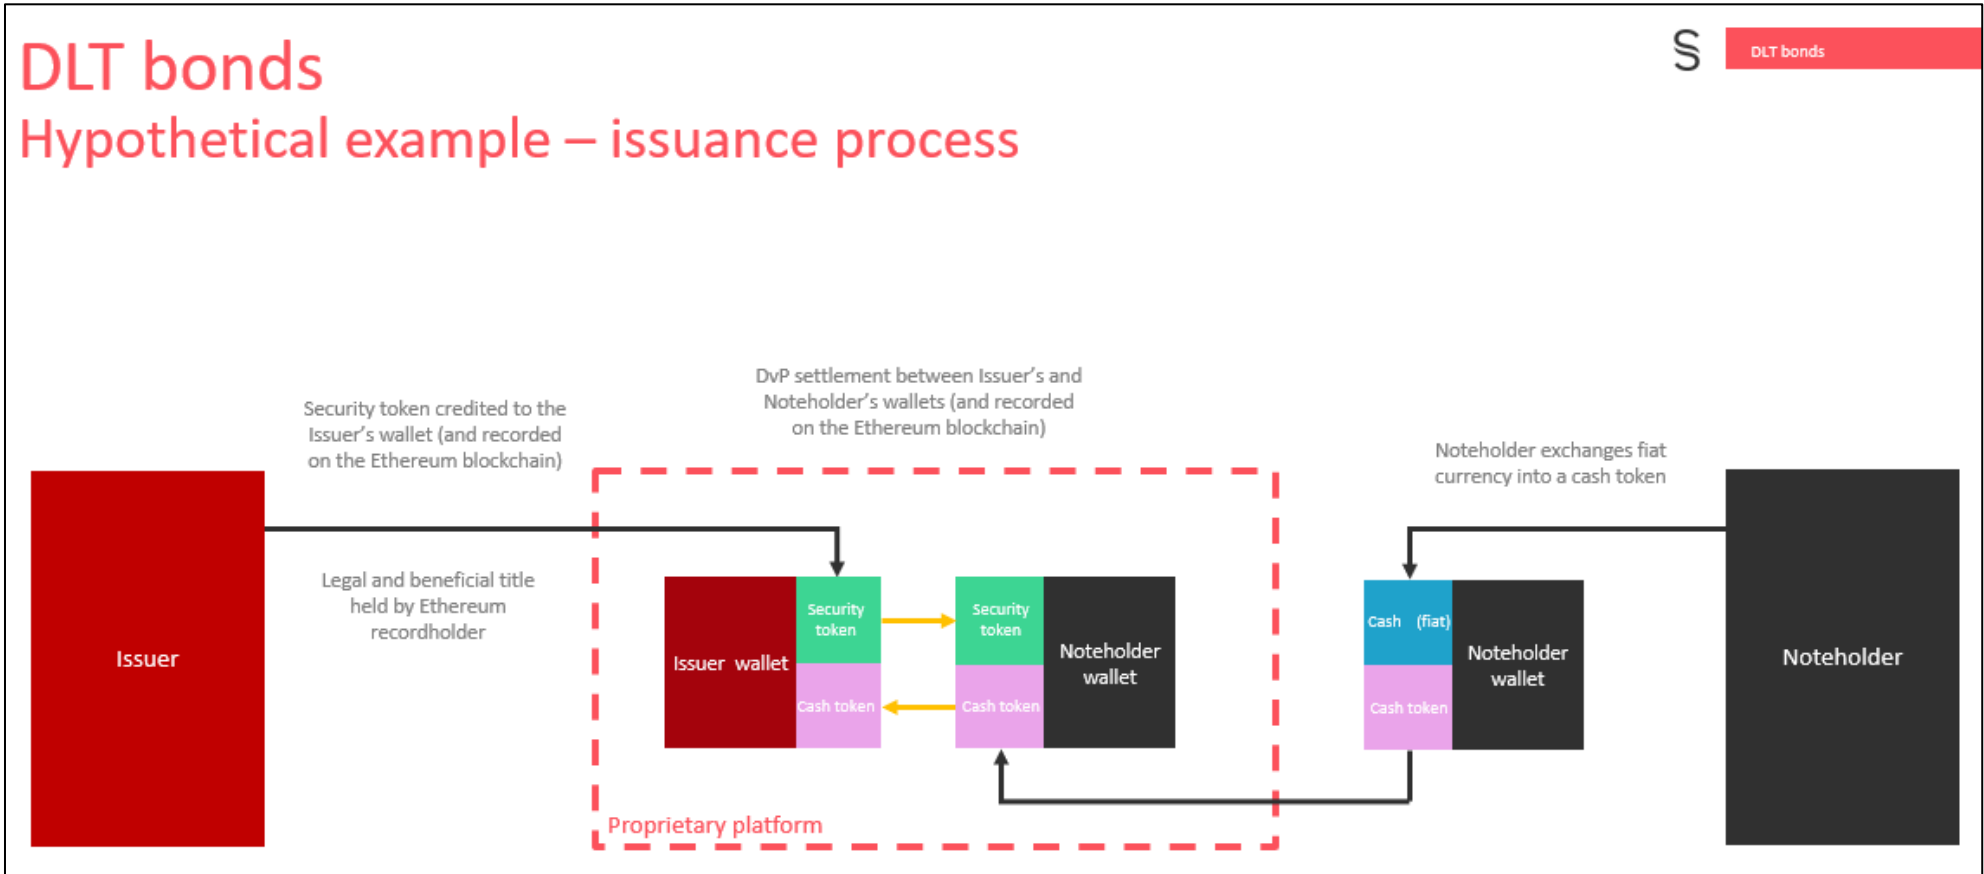 DLT bonds
Hypothetical example – issuance process
S
DLT bonds
DvP settlement between Issuer's and
Noteholder's wallets (and recorded
on the Ethereum blockchain)
Security token credited to the
Issuer's wallet (and recorded
on the Ethereum blockchain)
Noteholder exchanges fiat
currency into a cash token
Legal and beneficial title
held by Ethereum
recordholder
Issuer
Issuer wallet
Security
token
Cash token
Security
token
Cash token
Noteholder
wallet
Cash (fiat)
Cash token
Noteholder
wallet
Noteholder
Proprietary platform